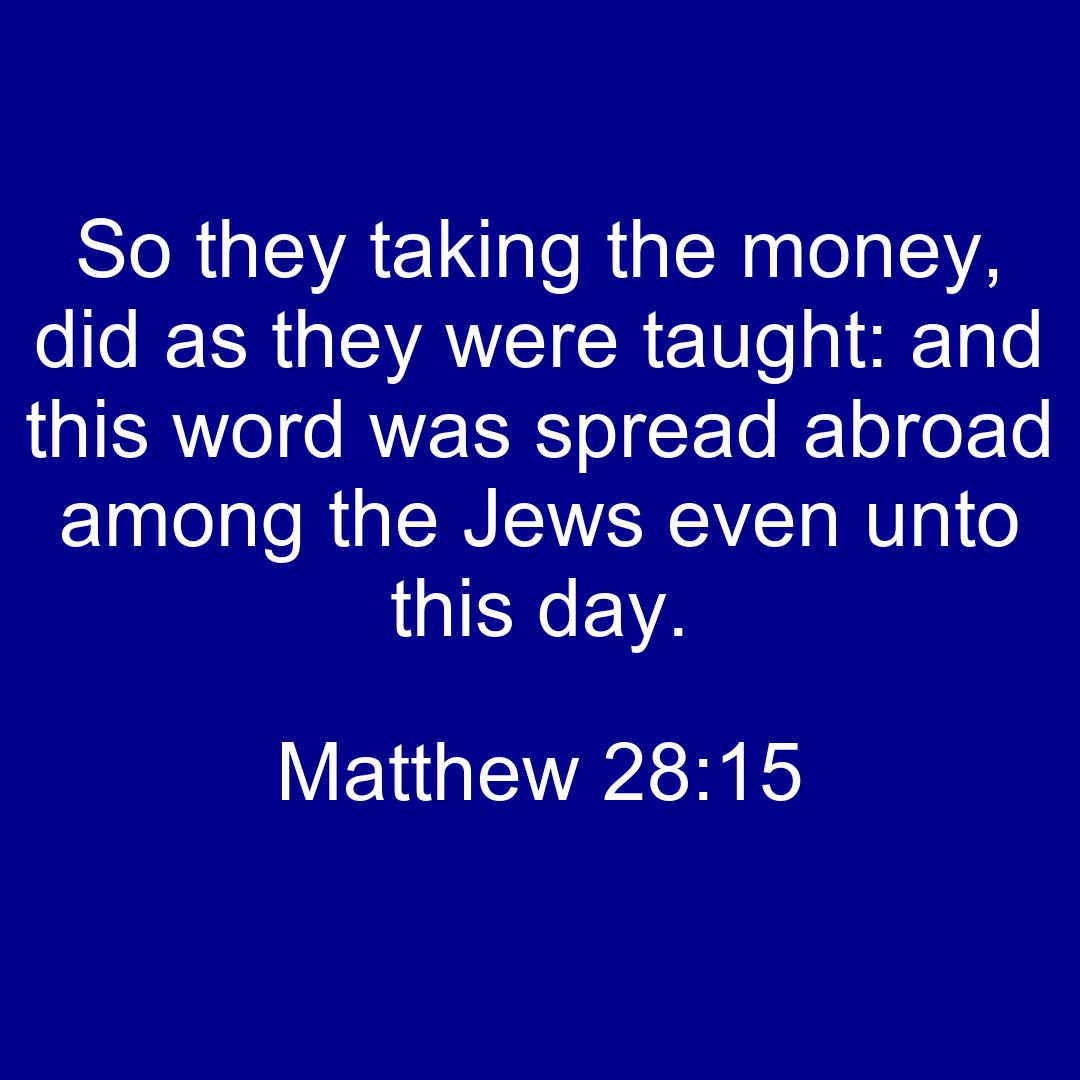 So they taking the money,
did as they were taught: and
this word was spread abroad
among the Jews even unto
this day.
Matthew 28:15